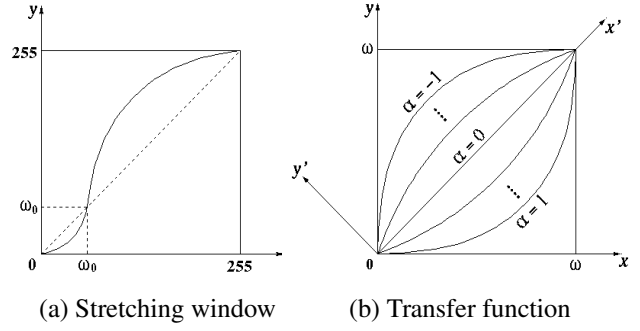 y
255
ω₀
0
ω₀
255
x
(a) Stretching window
y
x'
ω
α = -1
....
α = 0
y'
....
α = 1
0
ω
x
(b) Transfer function